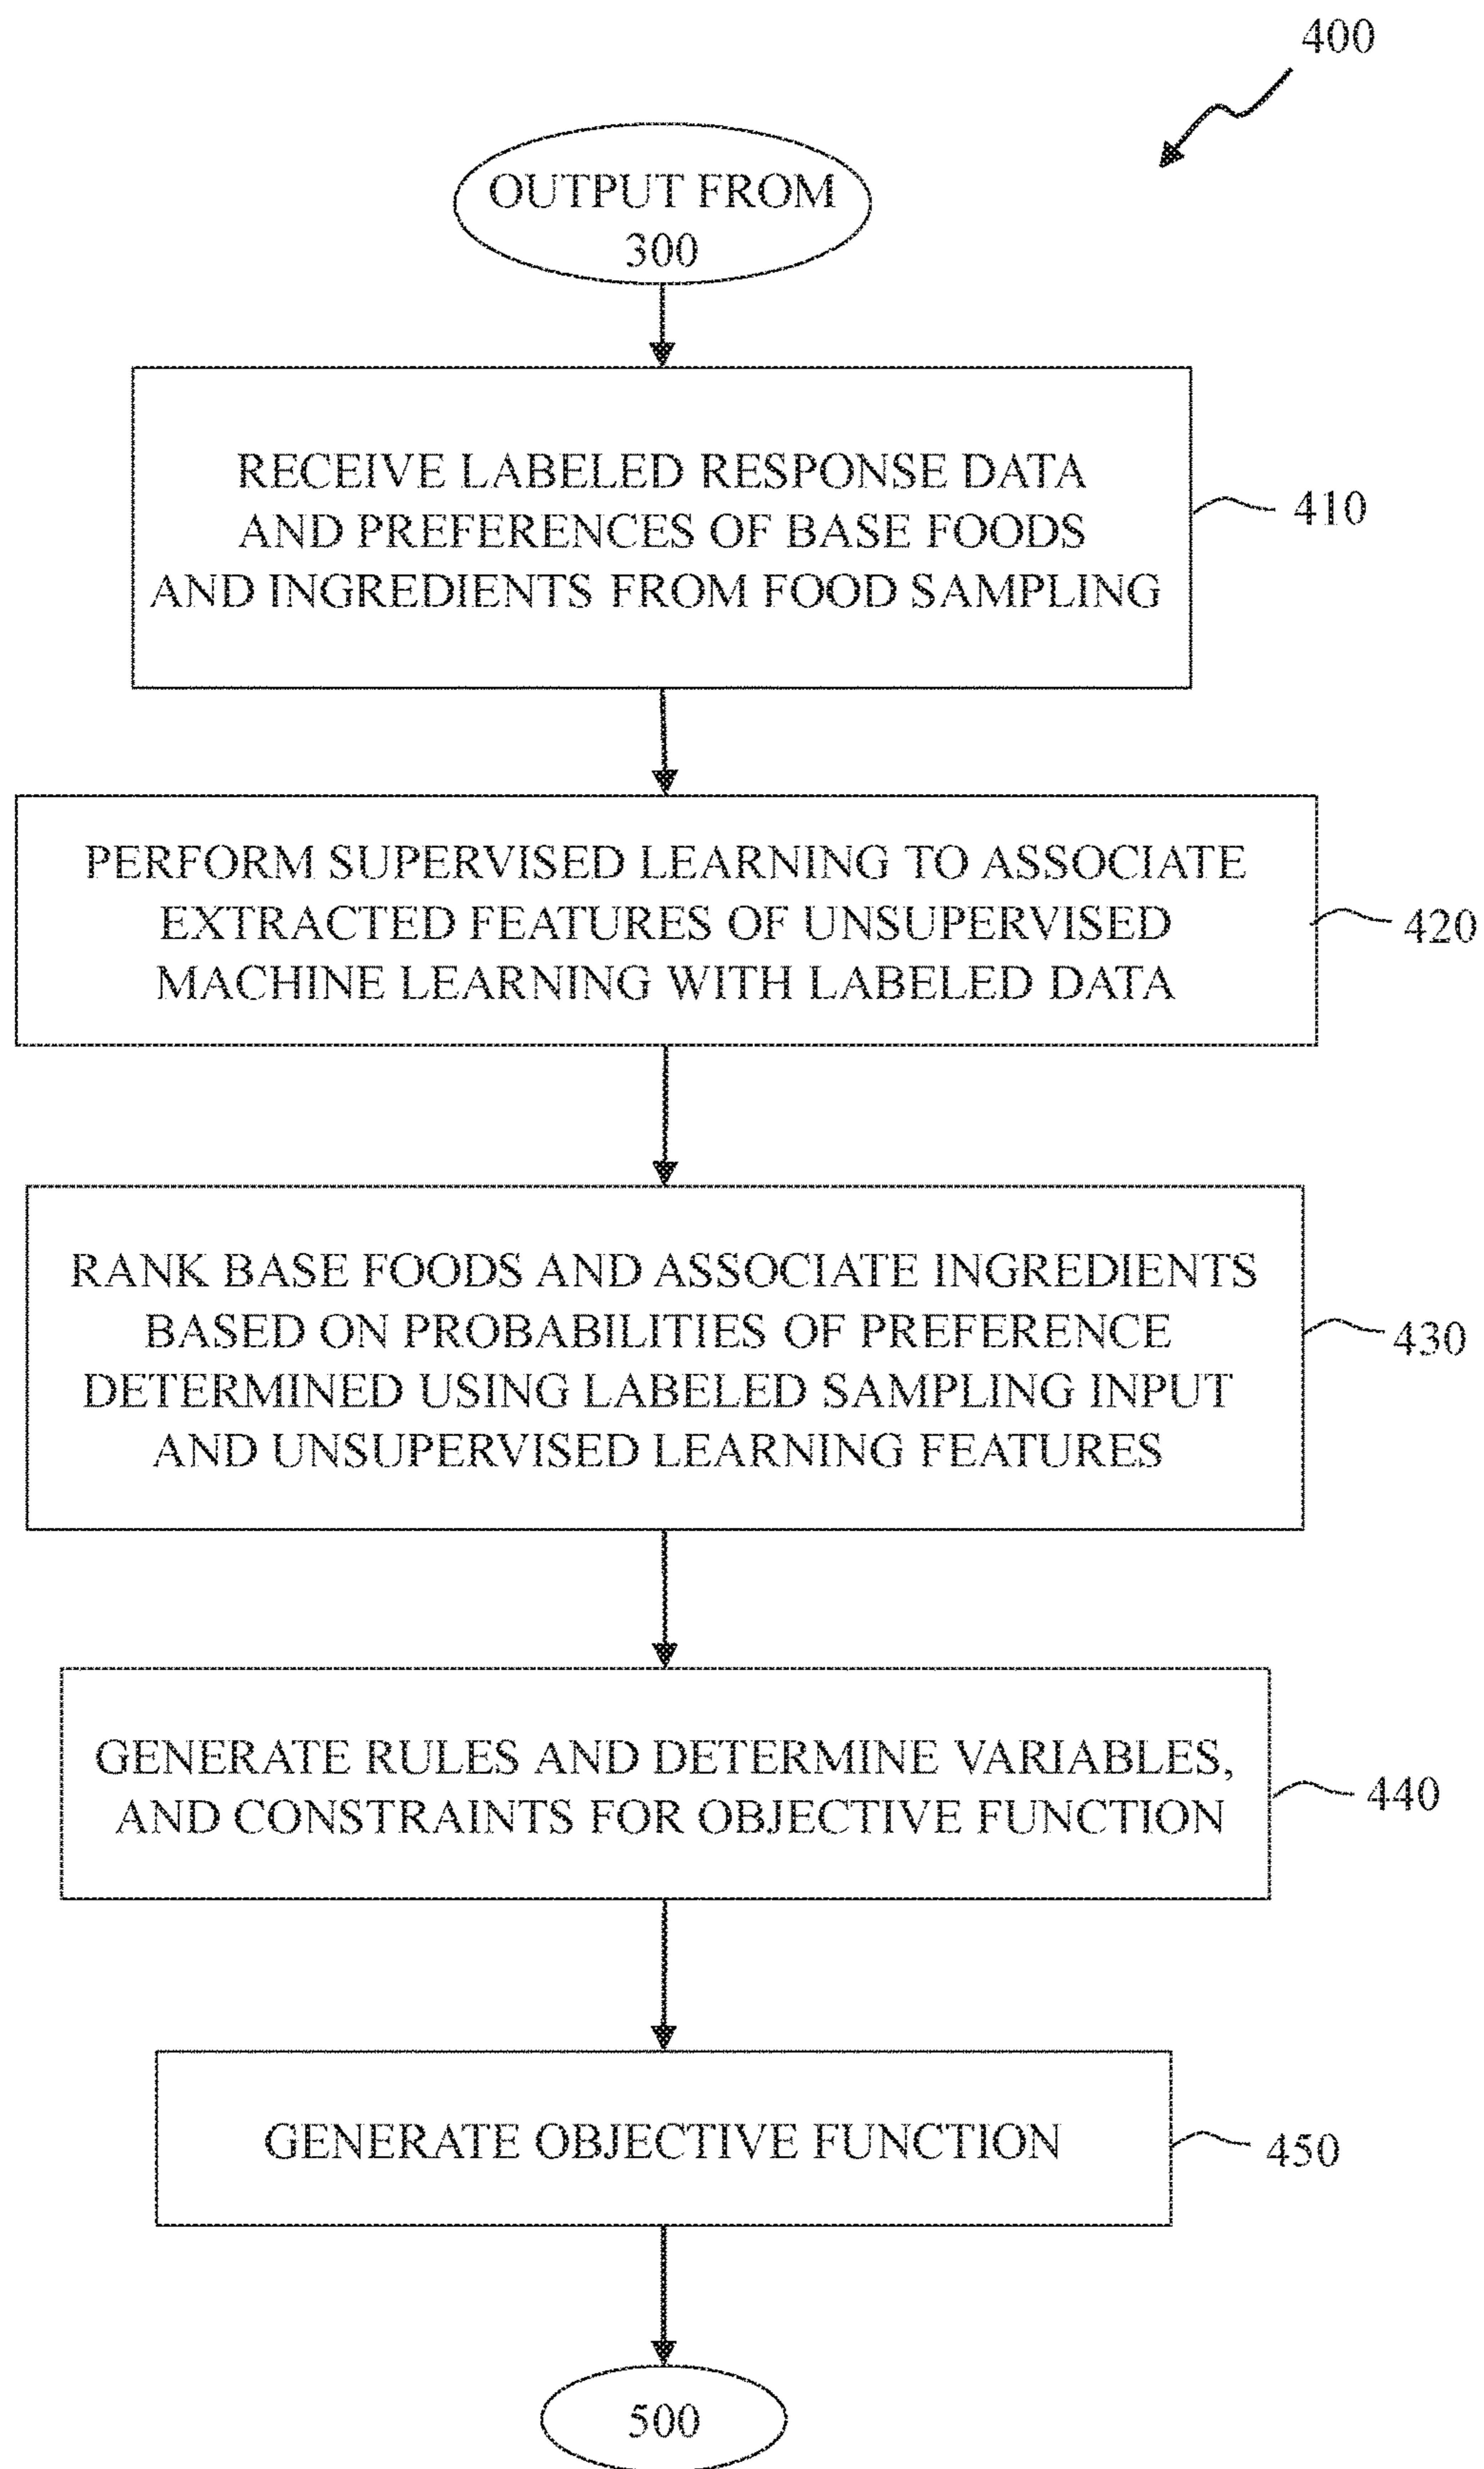 400
OUTPUT FROM
300
RECEIVE LABELED RESPONSE DATA
AND PREFERENCES OF BASE FOODS
AND INGREDIENTS FROM FOOD SAMPLING
410
PERFORM SUPERVISED LEARNING TO ASSOCIATE
EXTRACTED FEATURES OF UNSUPERVISED
MACHINE LEARNING WITH LABELED DATA
420
RANK BASE FOODS AND ASSOCIATE INGREDIENTS
BASED ON PROBABILITIES OF PREFERENCE
DETERMINED USING LABELED SAMPLING INPUT
AND UNSUPERVISED LEARNING FEATURES
430
GENERATE RULES AND DETERMINE VARIABLES,
AND CONSTRAINTS FOR OBJECTIVE FUNCTION
440
GENERATE OBJECTIVE FUNCTION
450
500